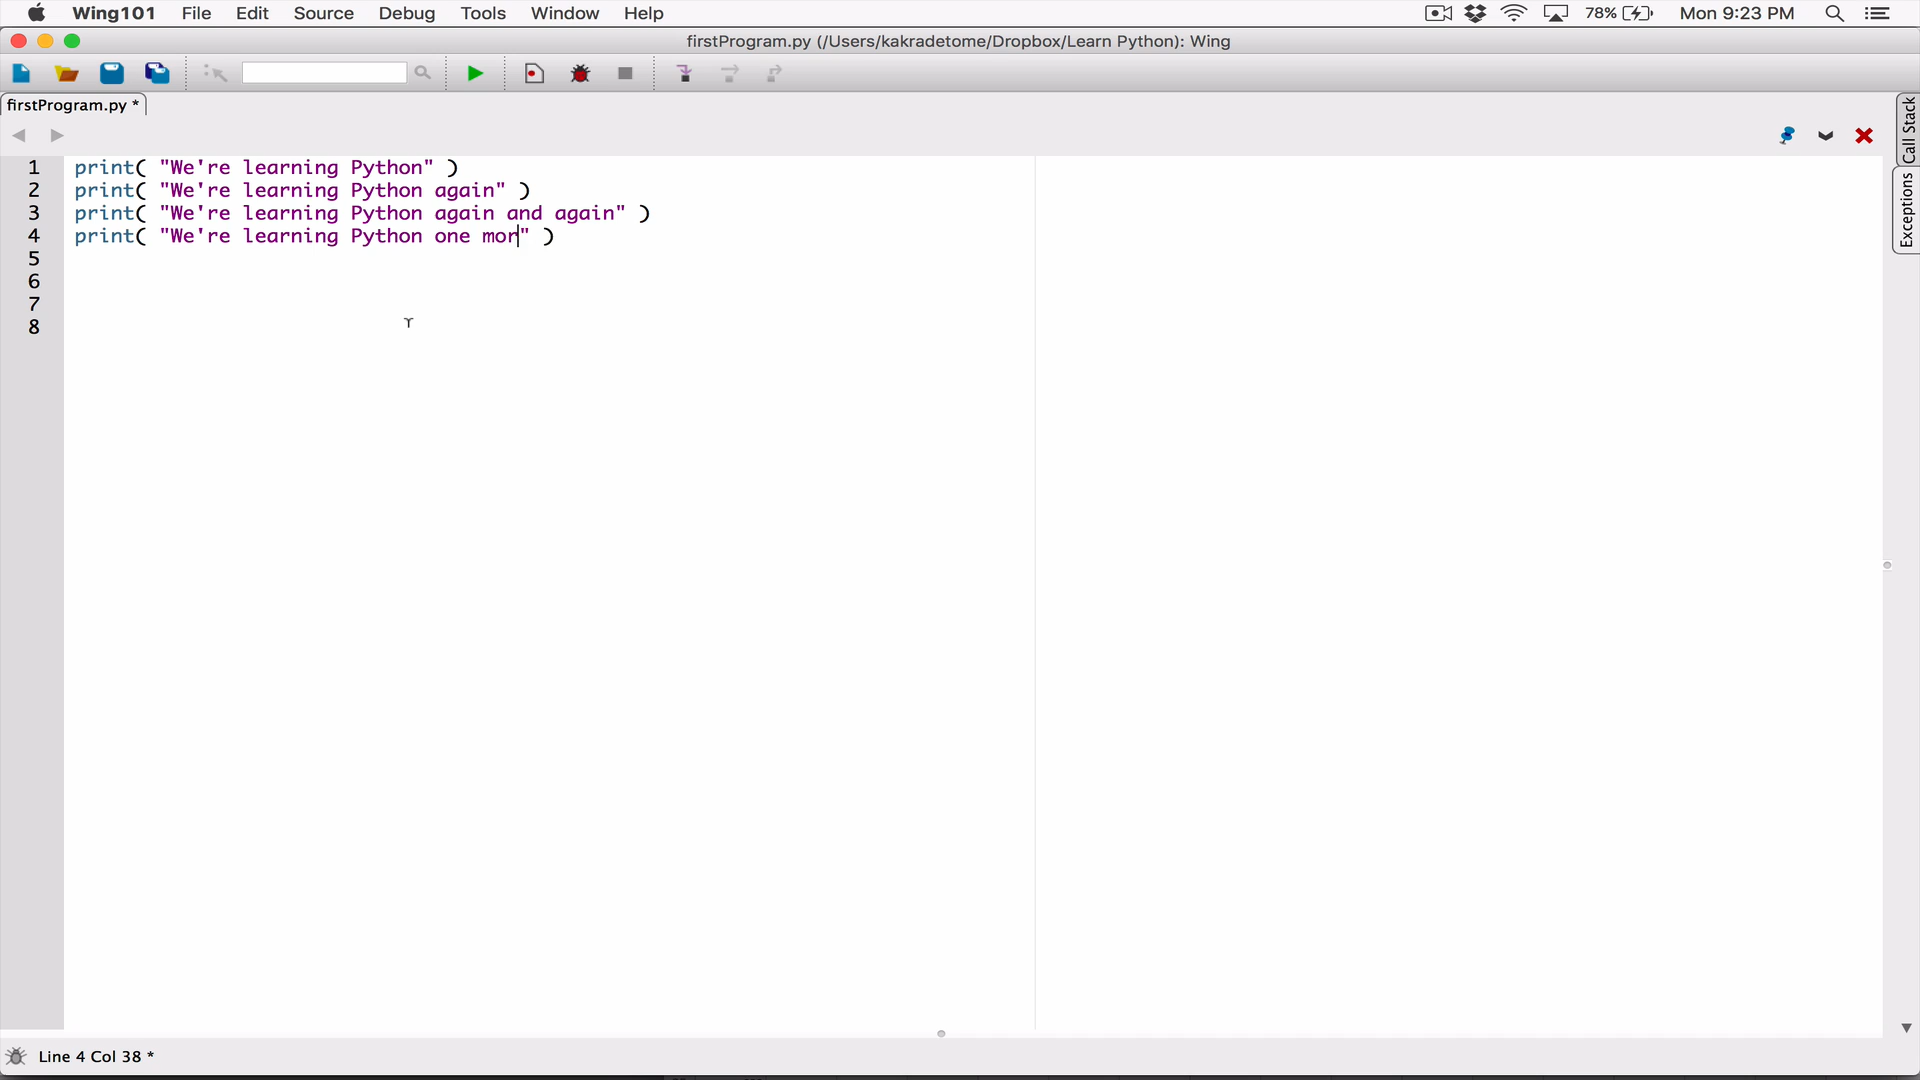 Wing101 File Edit Source Debug Tools Window Help 78% Mon 9:23 PM
firstProgram.py (/Users/kakradetome/Dropbox/Learn Python): Wing
firstProgram.py *
1 print( "We're learning Python" )
2 print( "We're learning Python again" )
3 print( "We're learning Python again and again" )
4 print( "We're learning Python one mor" )
5
6
7
8
Call Stack
Exceptions
Line 4 Col 38 *